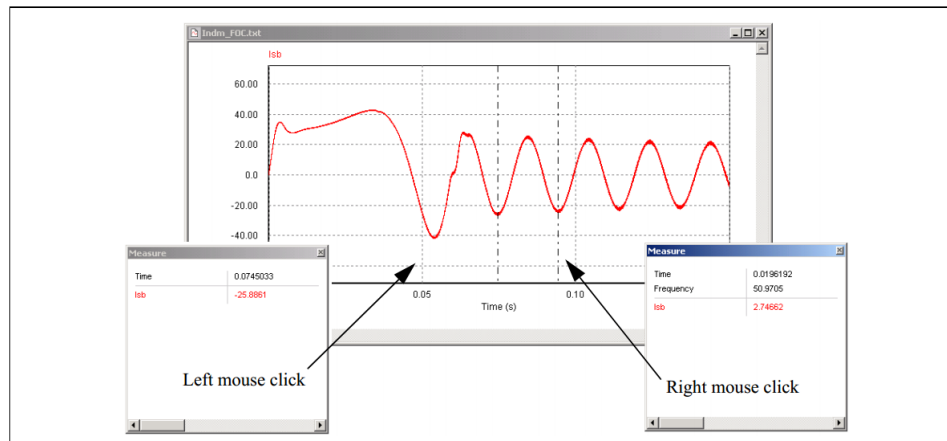 Indm_FOC.txt
Isb
60.00
40.00
20.00
0.0
-20.00
-40.00
0.05
0.10
Time (s)
Measure
Time 0.0745033
Isb -25.8861
Measure
Time 0.0196192
Frequency 50.9705
Isb 2.74662
Left mouse click
Right mouse click